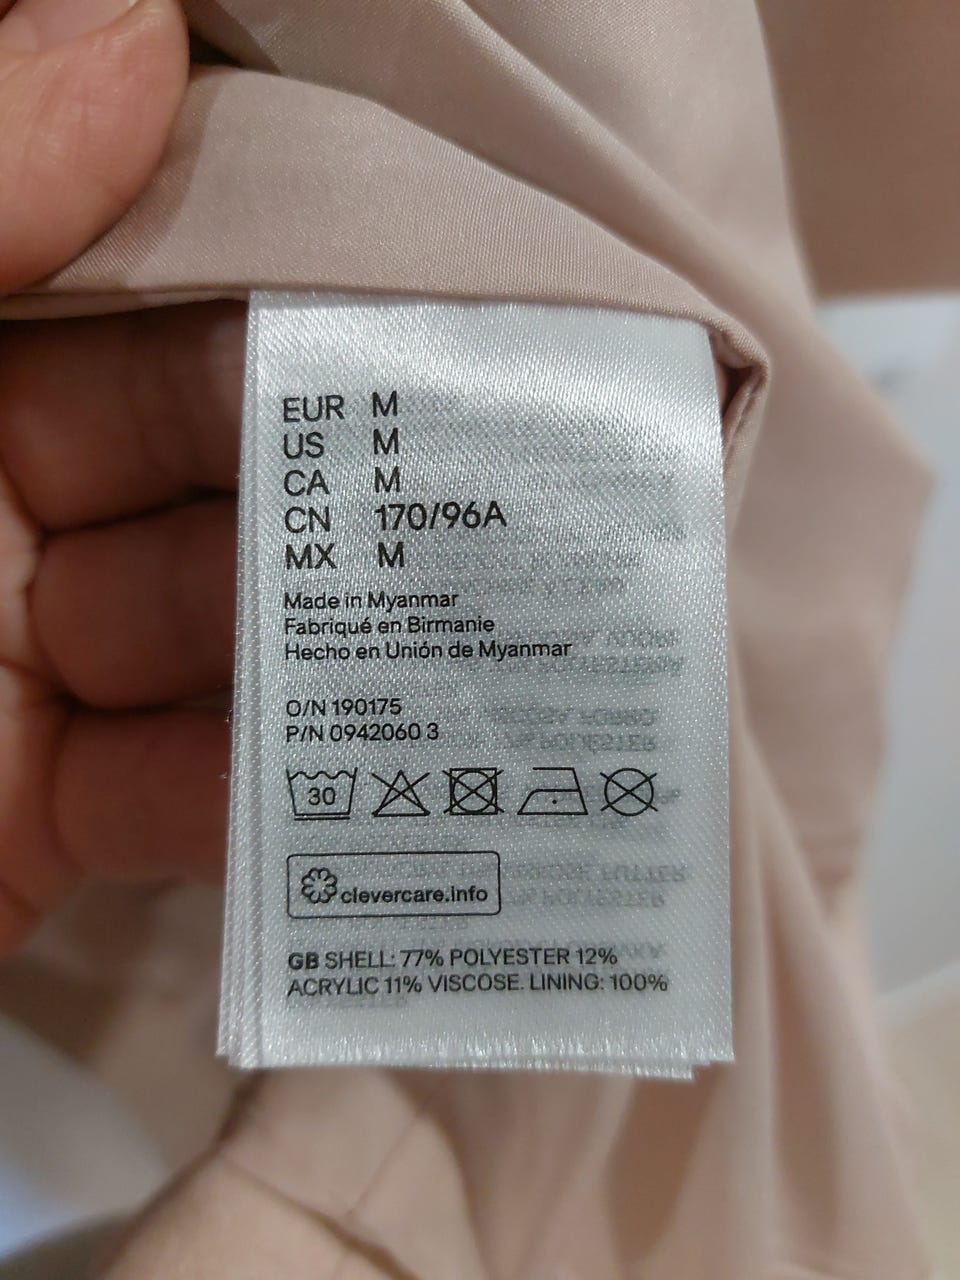 EUR M
US M
CA M
CN 170/96A
MX M
Made in Myanmar
Fabriqué en Birmanie
Hecho en Unión de Myanmar
O/N 190175
P/N 0942060 3
30
clevercare.info
GB SHELL: 77% POLYESTER 12%
ACRYLIC 11% VISCOSE. LINING: 100%